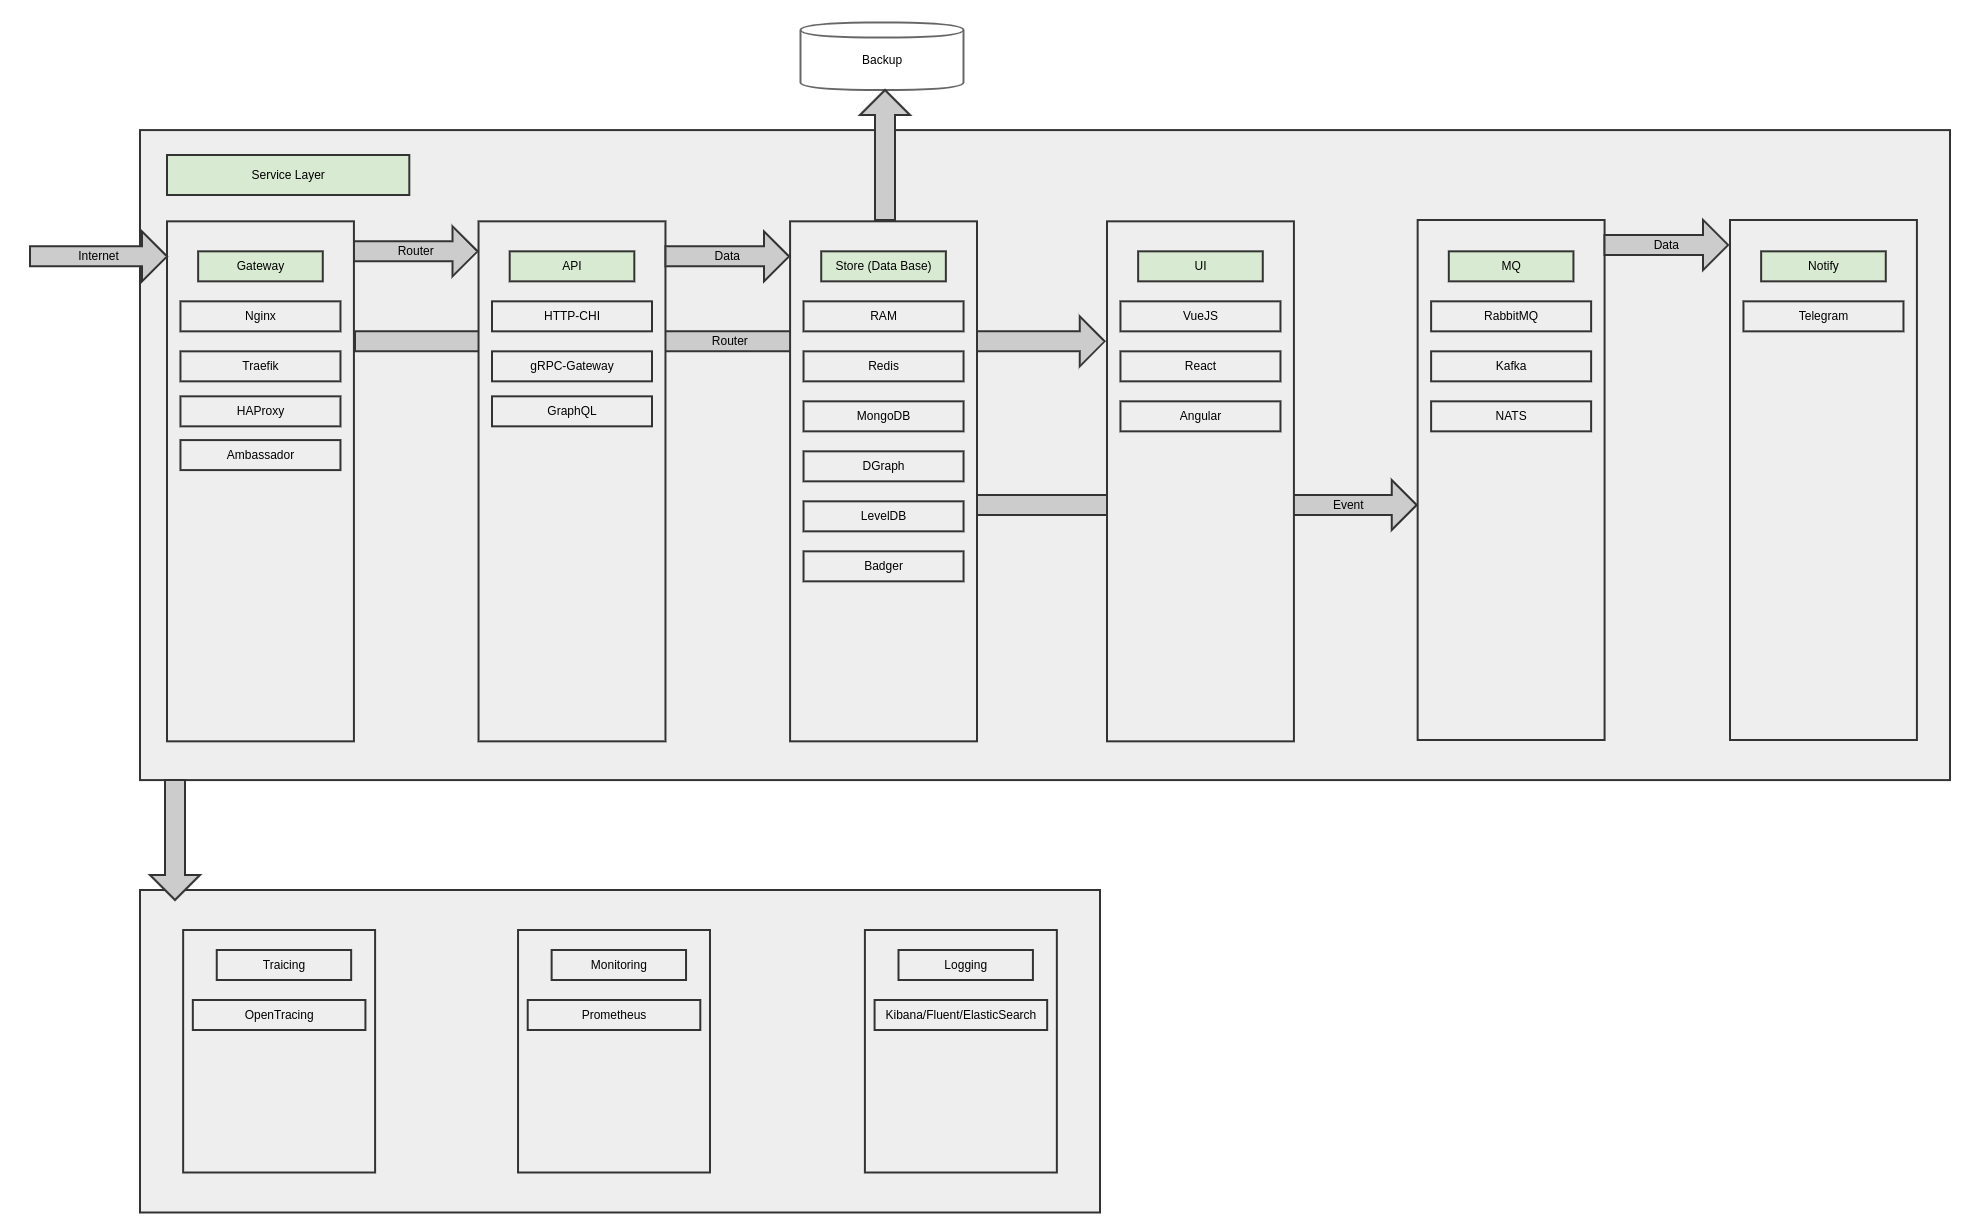 Backup
Service Layer
Internet
Gateway
Nginx
Traefik
HAProxy
Ambassador
Router
API
HTTP-CHI
gRPC-Gateway
GraphQL
Data
Router
Store (Data Base)
RAM
Redis
MongoDB
DGraph
LevelDB
Badger
UI
VueJS
React
Angular
Event
MQ
RabbitMQ
Kafka
NATS
Data
Notify
Telegram
Traicing
OpenTracing
Monitoring
Prometheus
Logging
Kibana/Fluent/ElasticSearch